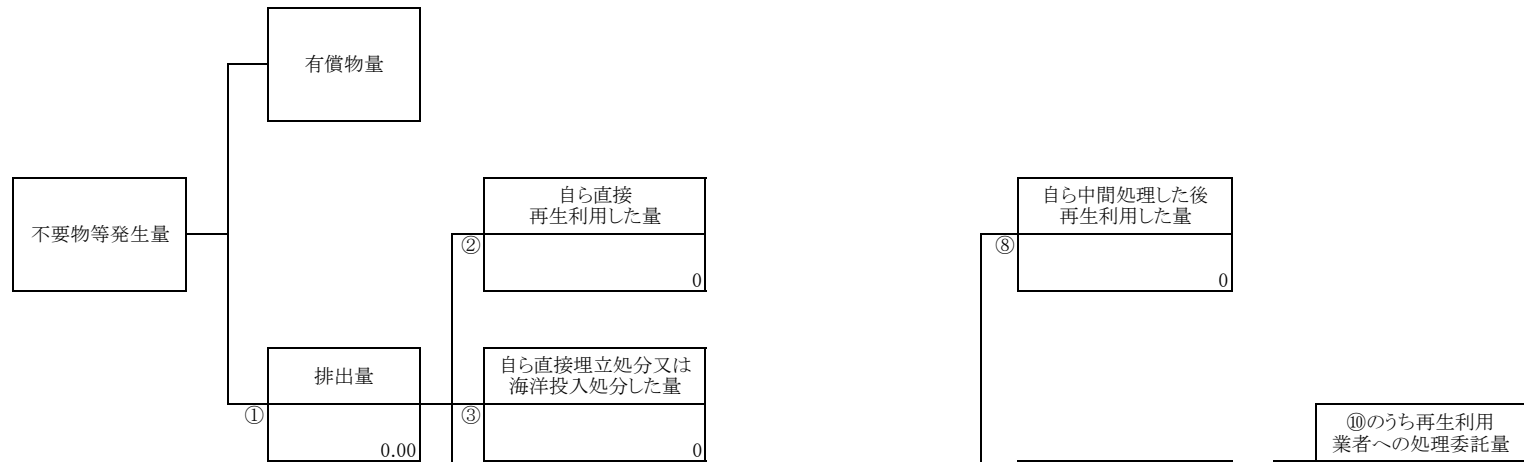 有償物量
不要物等発生量
自ら直接
再生利用した量
②
0
自ら中間処理した後
再生利用した量
⑧
0
排出量
①
0.00
自ら直接埋立処分又は
海洋投入処分した量
③
0
⑩のうち再生利用
業者への処理委託量